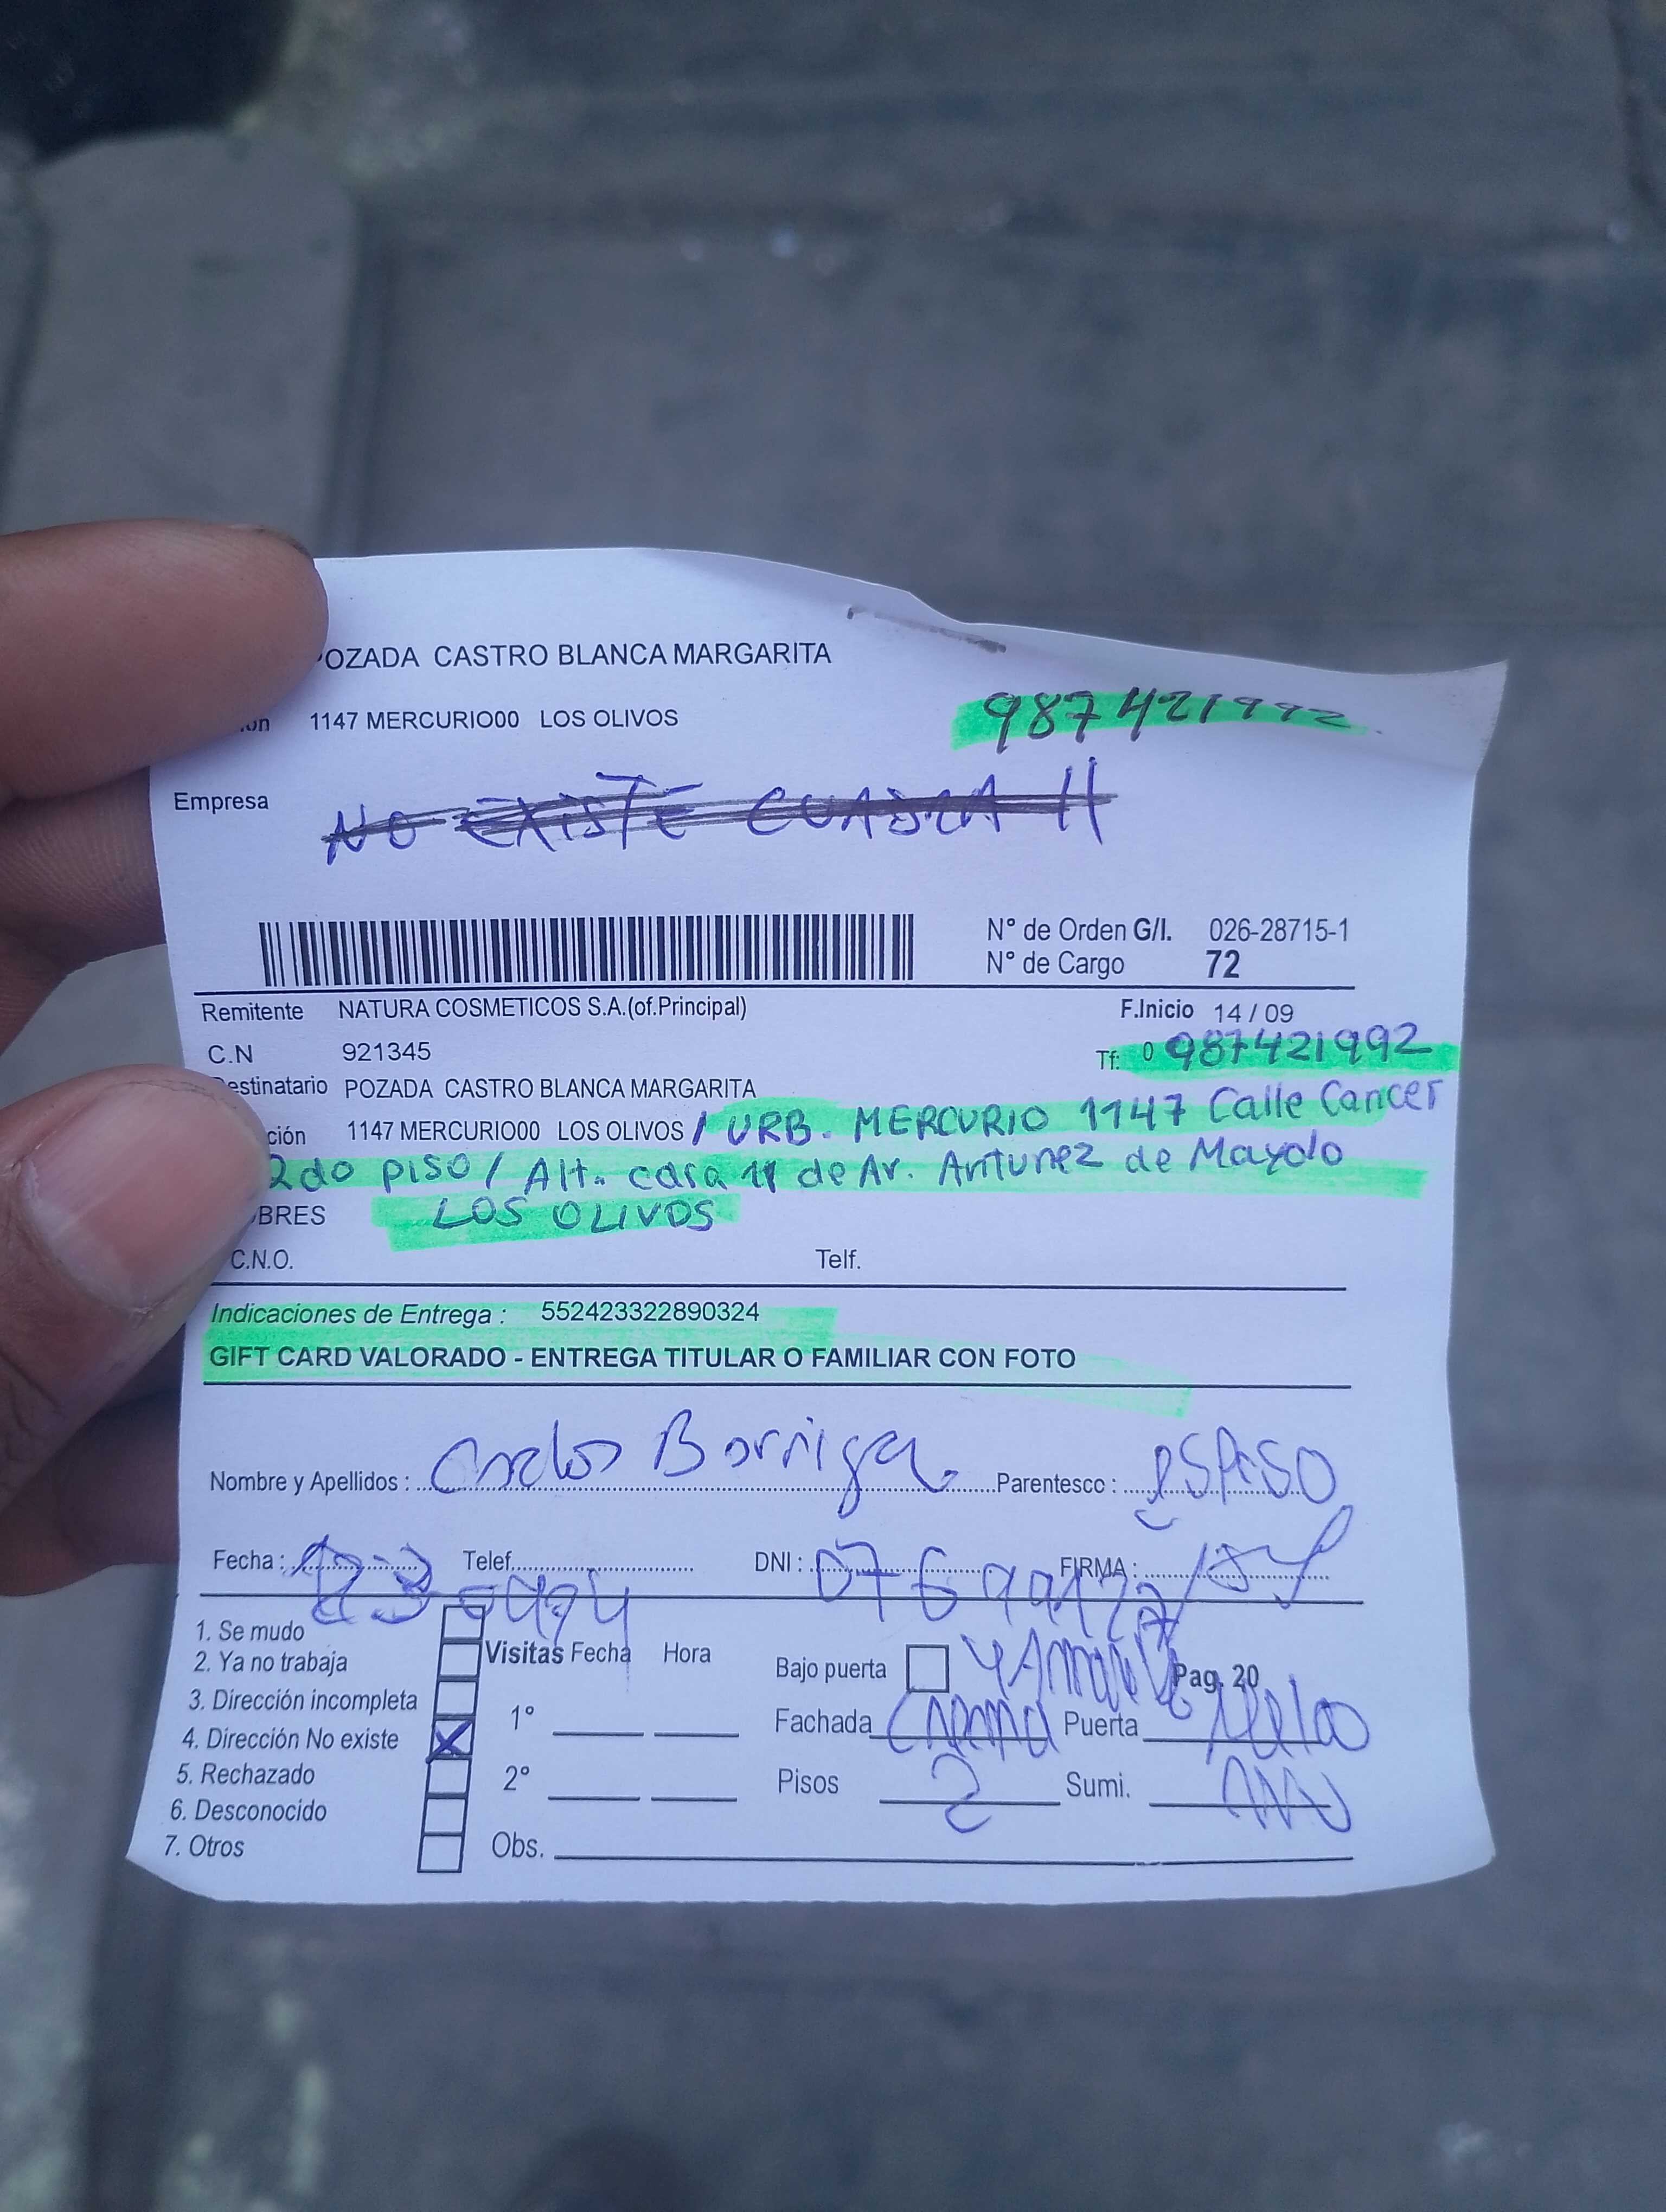 POZADA CASTRO BLANCA MARGARITA
1147 MERCURIO00 LOS OLIVOS
987421992
Empresa
NO EXISTE CUADRA 11
N° de Orden G/I. 026-28715-1
N° de Cargo 72
Remitente NATURA COSMETICOS S.A.(of.Principal)
F.Inicio 14 / 09
C.N 921345
Tf: 0 987421992
estinatario POZADA CASTRO BLANCA MARGARITA
ción 1147 MERCURIO00 LOS OLIVOS / URB. MERCURIO 1147 Calle Cancer
2do piso / Alt. cdra 11 de Av. Antunez de Mayolo
BRES LOS OLIVOS
C.N.O. Telf.
Indicaciones de Entrega : 552423322890324
GIFT CARD VALORADO - ENTREGA TITULAR O FAMILIAR CON FOTO
Nombre y Apellidos : Carlos Parentesco : esposo
Fecha : Telef. DNI : FIRMA :
1. Se mudo
2. Ya no trabaja
3. Dirección incompleta
4. Dirección No existe X
5. Rechazado
6. Desconocido
7. Otros
Visitas Fecha Hora
1°
2°
Obs.
Bajo puerta Pag. 20
Fachada Crema Puerta
Pisos 2 Sumi.